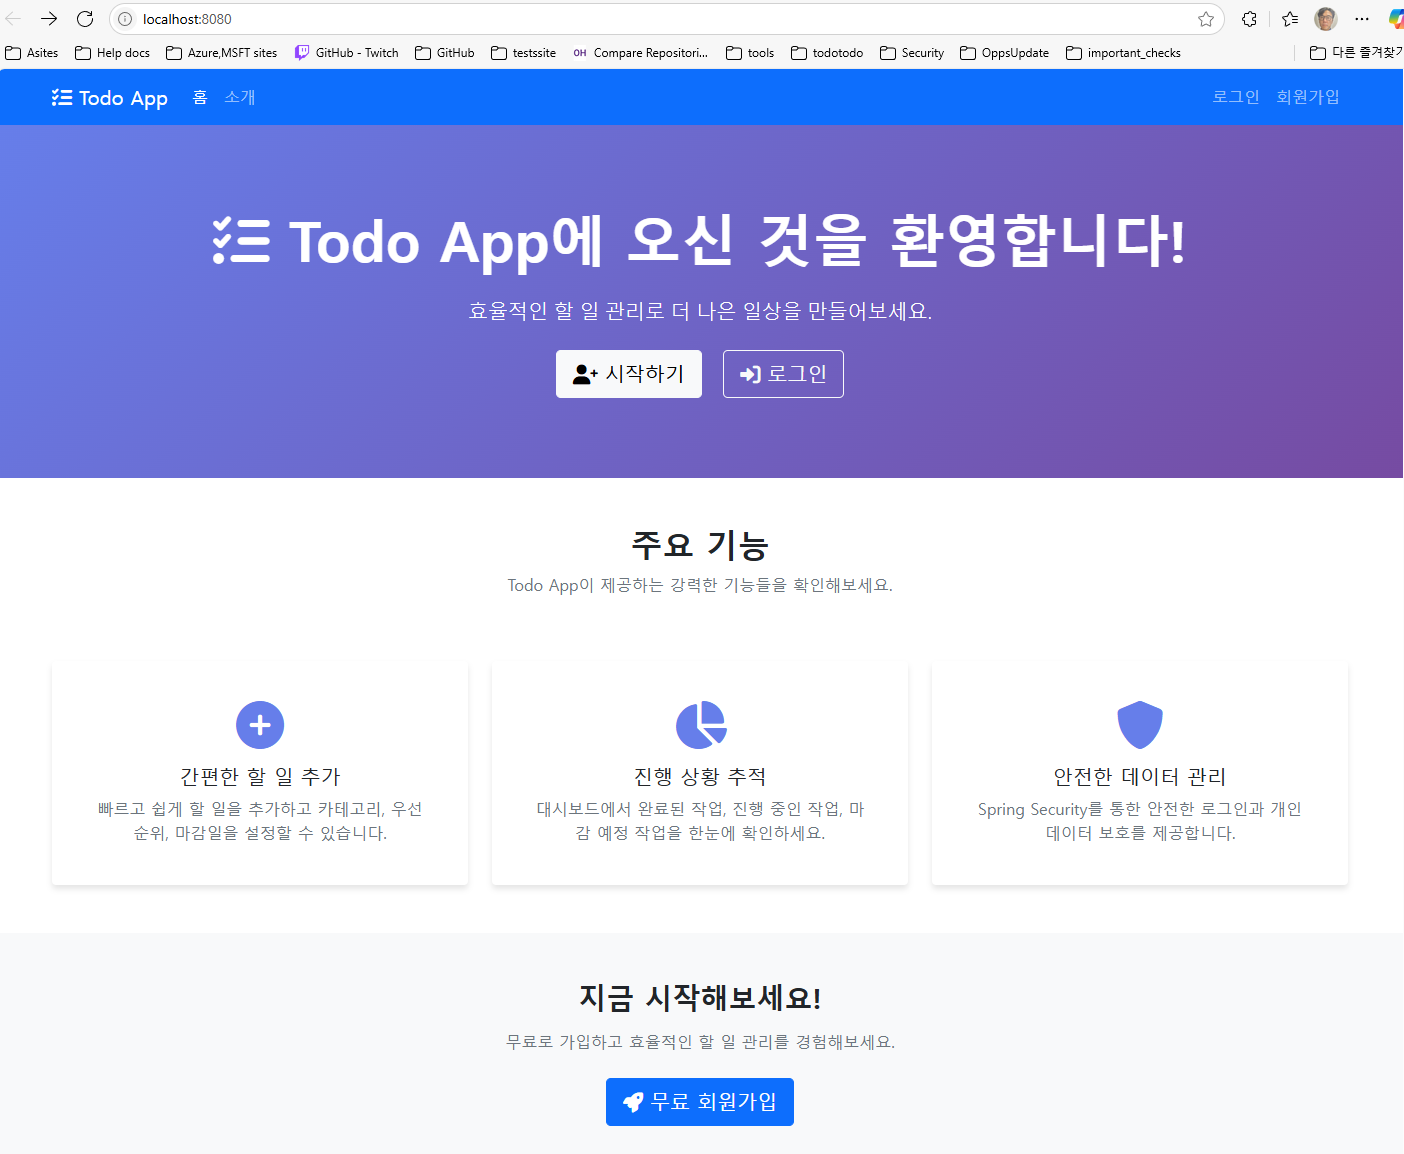 localhost:8080
Asites Help docs Azure,MSFT sites GitHub - Twitch GitHub testssite OH Compare Repositori... tools todotodo Security OppsUpdate important_checks 다른 즐겨찾기
Todo App 홈 소개 로그인 회원가입
Todo App에 오신 것을 환영합니다!
효율적인 할 일 관리로 더 나은 일상을 만들어보세요.
시작하기 로그인
주요 기능
Todo App이 제공하는 강력한 기능들을 확인해보세요.
간편한 할 일 추가
빠르고 쉽게 할 일을 추가하고 카테고리, 우선
순위, 마감일을 설정할 수 있습니다.
진행 상황 추적
대시보드에서 완료된 작업, 진행 중인 작업, 마
감 예정 작업을 한눈에 확인하세요.
안전한 데이터 관리
Spring Security를 통한 안전한 로그인과 개인
데이터 보호를 제공합니다.
지금 시작해보세요!
무료로 가입하고 효율적인 할 일 관리를 경험해보세요.
무료 회원가입